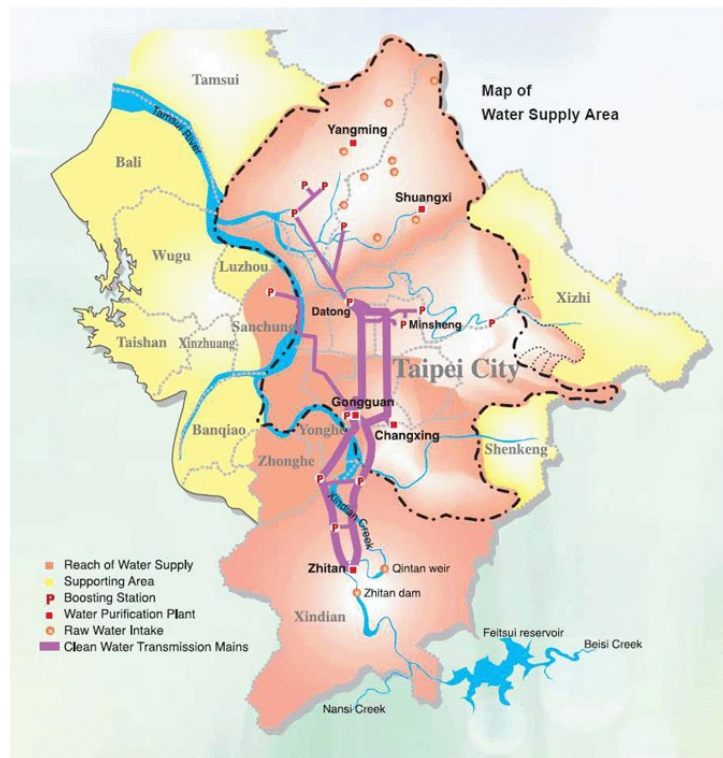 Map of
Water Supply Area
Tamsui
Tamsui River
Yangming
Bali
Shuangxi
P
P
P
P
Wugu
Luzhou
P
Xizhi
Datong
P
P
P
Minsheng
P
Sanchung
Taishan
Xinzhuang
Taipei City
Gongguan
P
Changxing
Banqiao
Yonghe
Shenkeng
Zhonghe
P
P
Xindian Creek
P
Zhitan
Qintan weir
Zhitan dam
Xindian
Reach of Water Supply
Supporting Area
P Boosting Station
Water Purification Plant
Raw Water Intake
Clean Water Transmission Mains
Feitsui reservoir
Beisi Creek
Nansi Creek